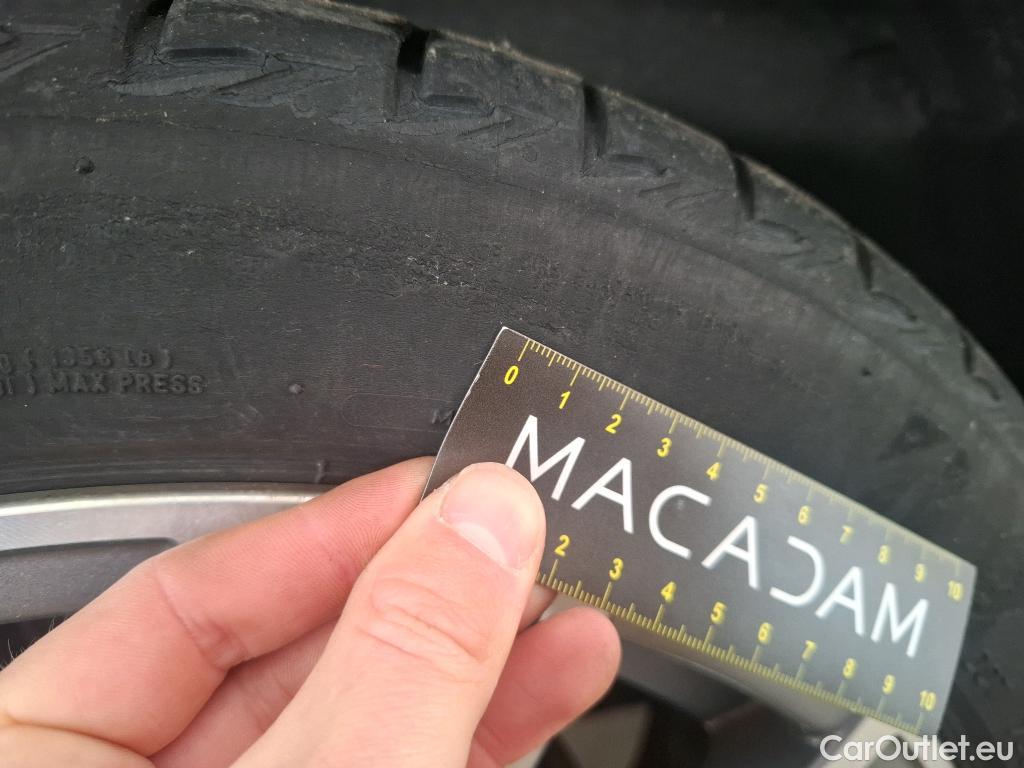 ( 1356 LB )
) MAX PRESS
0 1 2 3 4 5 6 7 8 9 10
MACADAM
2 3 4 5 6 7 8 9 10
CarOutlet.eu